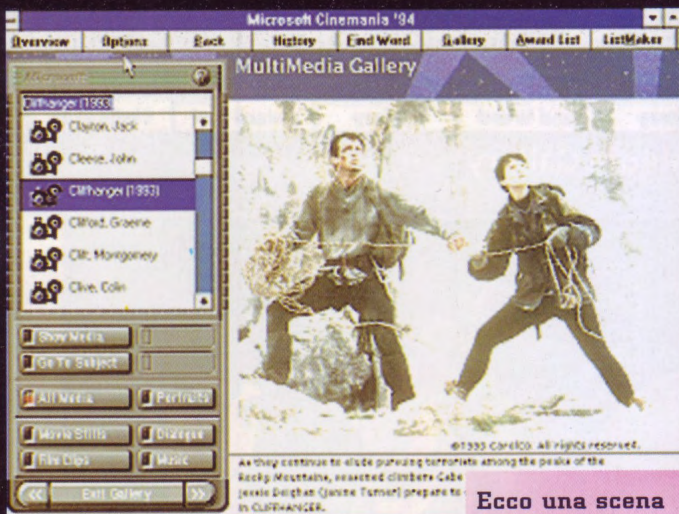 Microsoft Cinemania '94
Overview Options Back History Find Word Gallery Award List ListMaker
MultiMedia Gallery
Microsoft
Cliffhanger (1993)
Clayton, Jack
Cleese, John
Cliffhanger (1993)
Clifford, Graeme
Clift, Montgomery
Clive, Colin
Show Media
Go To Subject
All Media Portraits
Movie Stills Dialogue
Film Clips Music
<< Exit Gallery >>
©1993 Carolco. All rights reserved.
As they continue to elude pursuing terrorists among the peaks of the
Rocky Mountains, seasoned climbers Gabe
Jessie Deighan (Janine Turner) prepare to
in CLIFFHANGER.
Ecco una scena